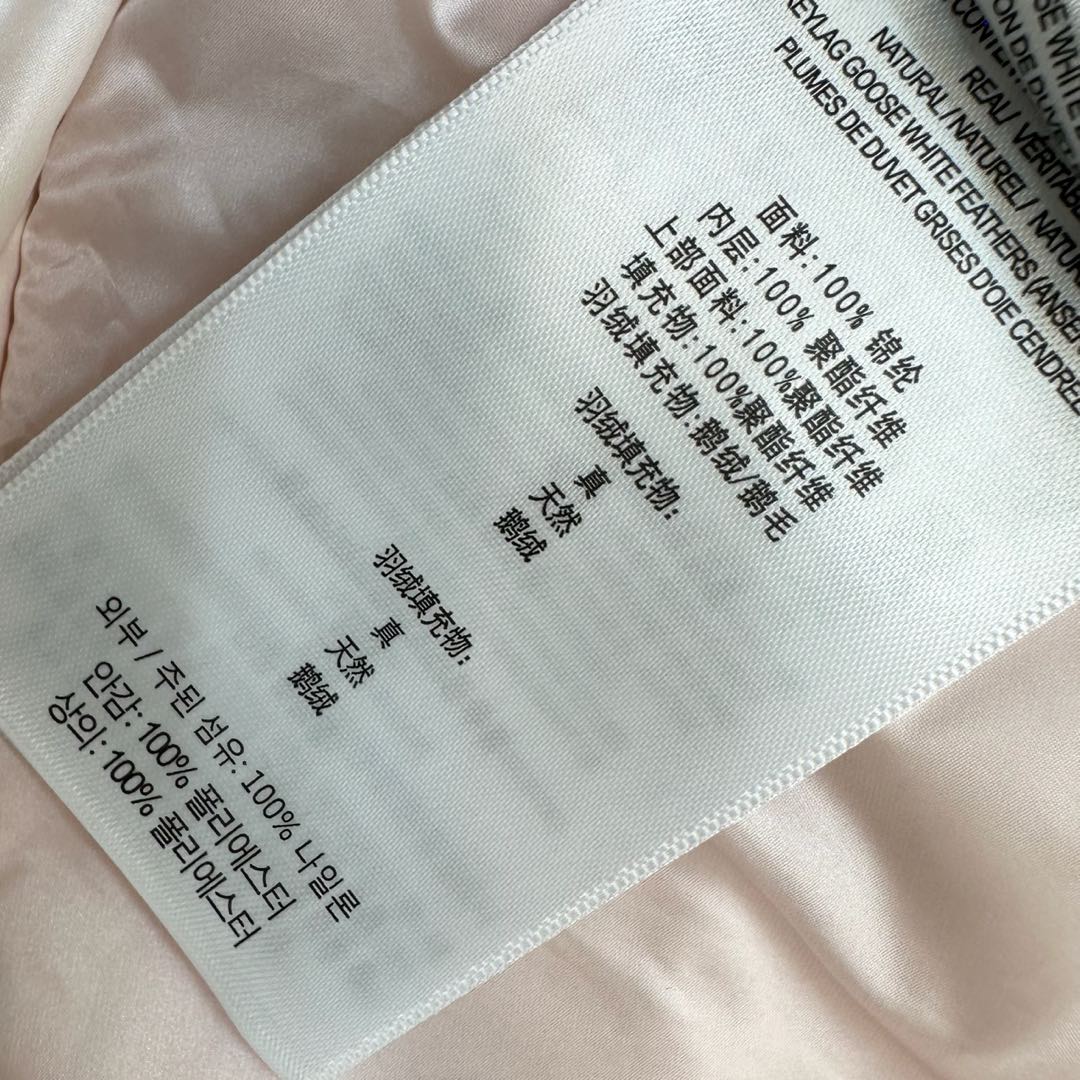 NATURAL / NATUREL / 
REAL / VÉRITABLE
GOOSE WHITE FEATHERS (ANSE
PLUMES DE DUVET GRISES D'OIE CENDRÉE
面料: 100% 锦纶
内层: 100% 聚酯纤维
上部面料: 100%聚酯纤维
填充物: 100%聚酯纤维
羽绒填充物: 鹅绒/鹅毛
羽绒填充物:
真
天然
鹅绒
羽绒填充物:
真
天然
鹅绒
외부 / 주된 섬유: 100% 나일론
안감: 100% 폴리에스터
상의: 100% 폴리에스터